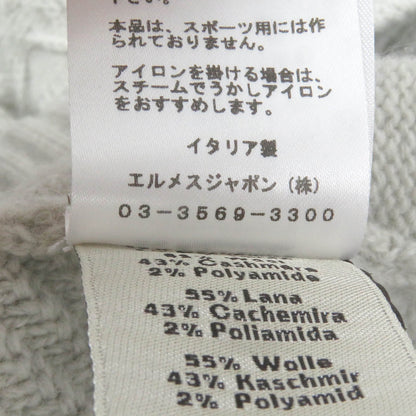 下さい。
本品は、スポーツ用には作
られておりません。
アイロンを掛ける場合は、
スチームでうかしアイロン
をおすすめします。
イタリア製
エルメスジャポン(株)
03-3569-3300
43% Cachemire
2% Polyamide
55% Lana
43% Cachemira
2% Poliamida
55% Wolle
43% Kaschmir
2% Polyamid